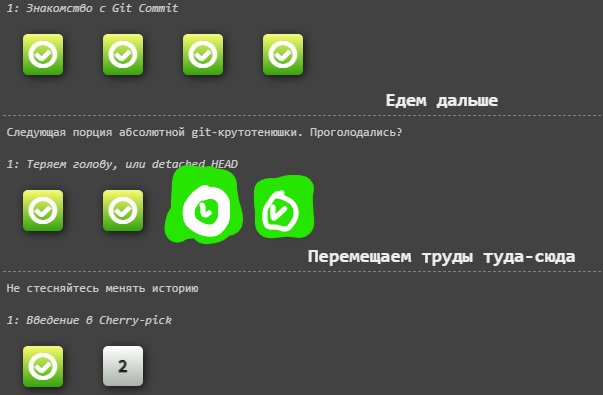 1: Знакомство с Git Commit
Едем дальше
Следующая порция абсолютной git-крутотенюшки. Проголодались?
1: Теряем голову, или detached HEAD
Перемещаем труды туда-сюда
Не стесняйтесь менять историю
1: Введение в Cherry-pick
2